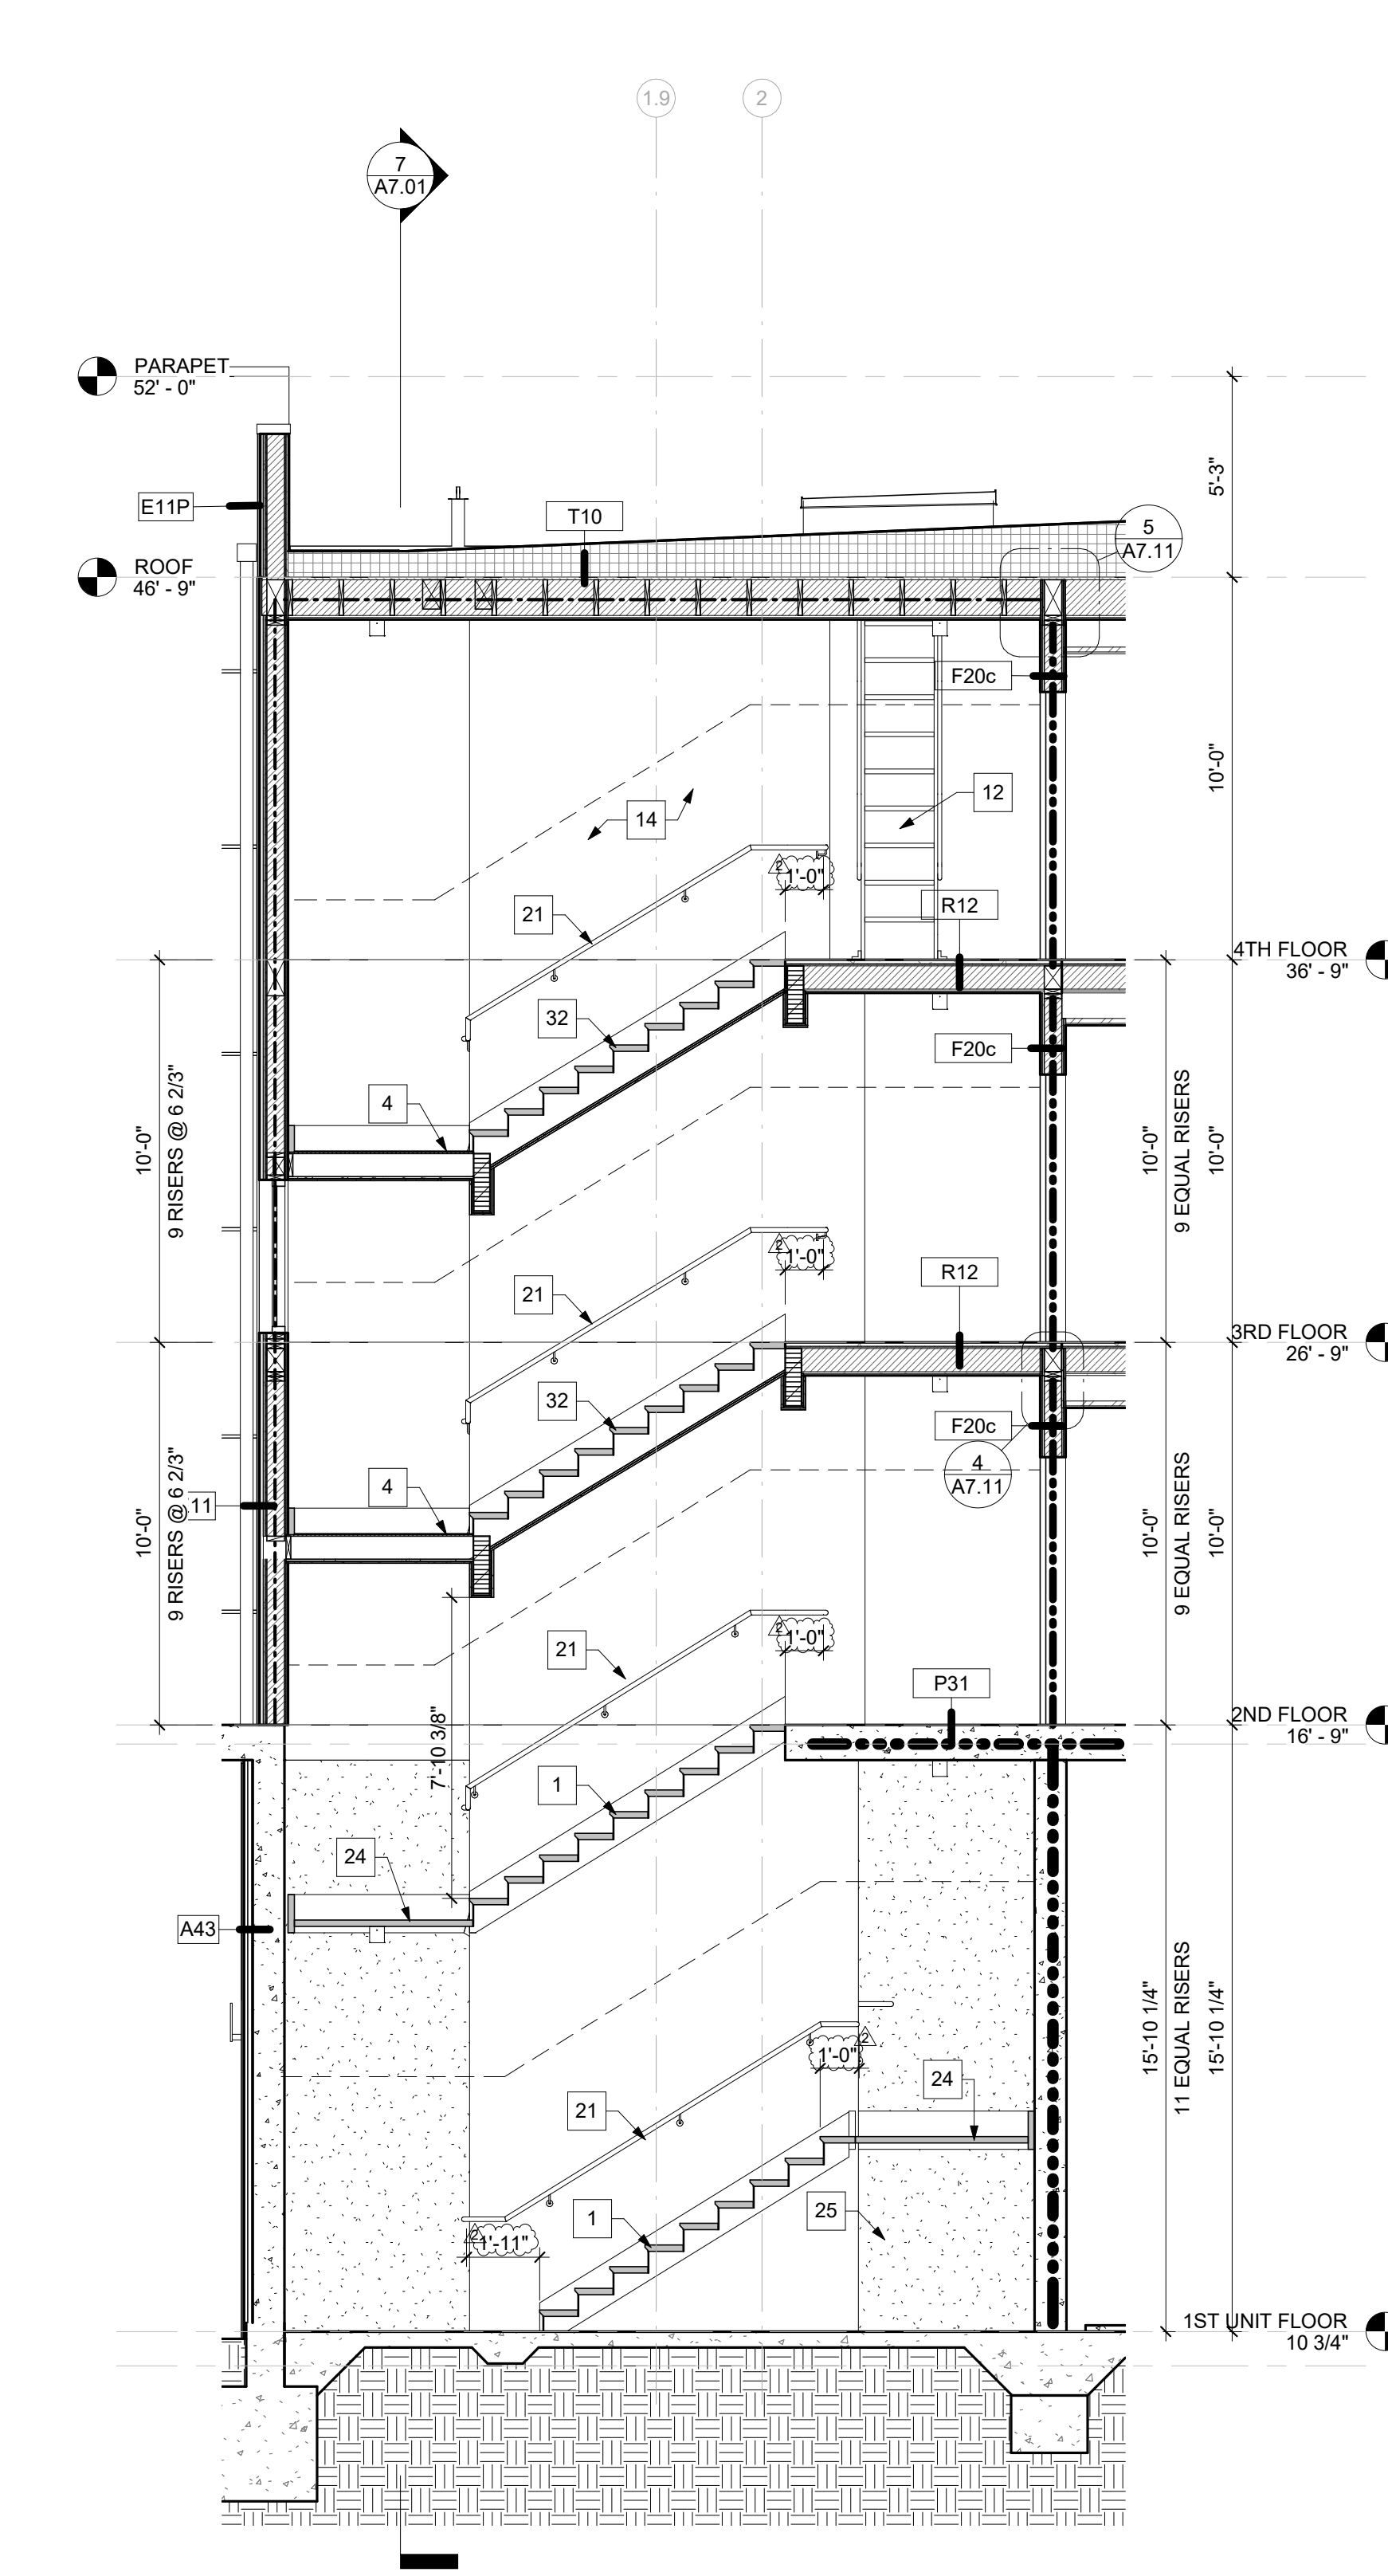 1.9
2
7
A7.01
PARAPET
52' - 0"
5'-3"
E11P
T10
5
A7.11
ROOF
46' - 9"
F20c
10'-0"
12
14
2
1'-0"
21
R12
4TH FLOOR
36' - 9"
32
F20c
4
10'-0"
9 RISERS @ 6 2/3"
10'-0"
9 EQUAL RISERS
10'-0"
2
1'-0"
21
R12
3RD FLOOR
26' - 9"
32
F20c
4
A7.11
4
11
10'-0"
9 RISERS @ 6 2/3"
10'-0"
9 EQUAL RISERS
10'-0"
2
1'-0"
21
P31
2ND FLOOR
16' - 9"
7'-10 3/8"
1
24
A43
15'-10 1/4"
11 EQUAL RISERS
15'-10 1/4"
2
1'-0"
24
21
25
1
2
1'-11"
1ST UNIT FLOOR
10 3/4"